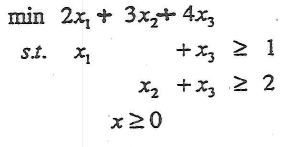 min 2x₁ + 3x₂ + 4x₃
s.t. x₁ + x₃ ≥ 1
x₂ + x₃ ≥ 2
x ≥ 0